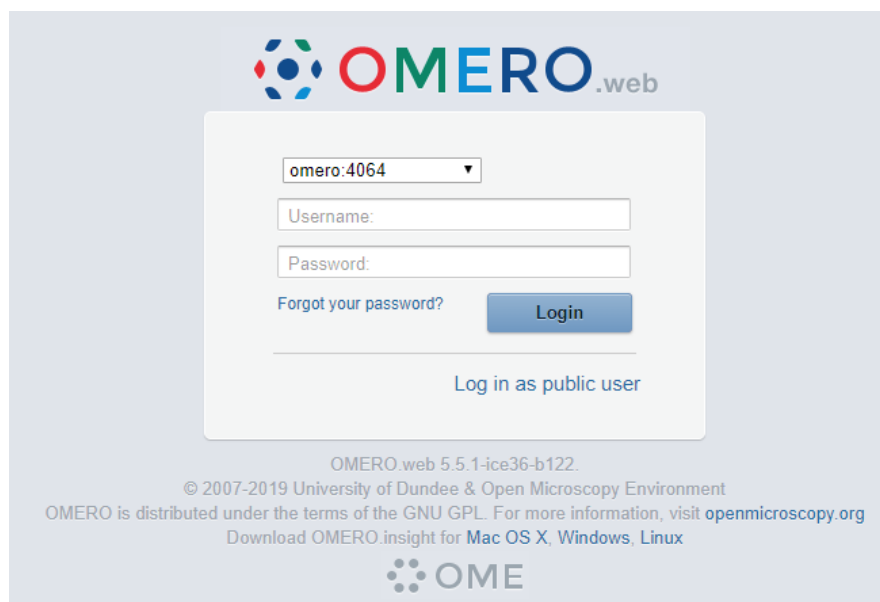 OMERO.web
omero:4064
Username:
Password:
Forgot your password?
Login
Log in as public user
OMERO.web 5.5.1-ice36-b122.
© 2007-2019 University of Dundee & Open Microscopy Environment
OMERO is distributed under the terms of the GNU GPL. For more information, visit openmicroscopy.org
Download OMERO.insight for Mac OS X, Windows, Linux
OME